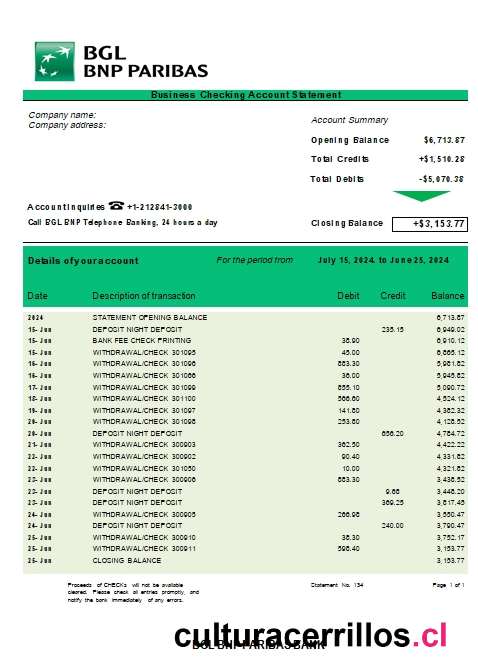 BGL
BNP PARIBAS
Business Checking Account Statement
Company name;
Company address;
Account Summary
Opening Balance $6,713.87
Total Credits +$1,510.28
Total Debits -$5,070.38
Account Inquiries ☎ +1-212841-3000
Call BGL BNP Telephone Banking, 24 hours a day
Closing Balance +$3,153.77
Details of your account For the period from July 15, 2024, to June 25, 2024
Date Description of transaction Debit Credit Balance
2024 STATEMENT OPENING BALANCE 6,713.87
15-Jun DEPOSIT NIGHT DEPOSIT 235.15 6,949.02
15-Jun BANK FEE CHECK PRINTING 38.90 6,910.12
15-Jun WITHDRAWAL/CHECK 301095 45.00 6,865.12
16-Jun WITHDRAWAL/CHECK 301096 883.30 5,981.82
16-Jun WITHDRAWAL/CHECK 301066 36.00 5,945.82
17-Jun WITHDRAWAL/CHECK 301099 855.10 5,090.72
18-Jun WITHDRAWAL/CHECK 301100 566.60 4,524.12
19-Jun WITHDRAWAL/CHECK 301097 141.80 4,382.32
20-Jun WITHDRAWAL/CHECK 301098 253.80 4,128.52
20-Jun DEPOSIT NIGHT DEPOSIT 656.20 4,784.72
21-Jun WITHDRAWAL/CHECK 300903 362.50 4,422.22
22-Jun WITHDRAWAL/CHECK 300902 90.40 4,331.82
22-Jun WITHDRAWAL/CHECK 301050 10.00 4,321.82
23-Jun WITHDRAWAL/CHECK 300906 883.30 3,438.52
23-Jun DEPOSIT NIGHT DEPOSIT 9.68 3,448.20
23-Jun DEPOSIT NIGHT DEPOSIT 369.25 3,817.45
24-Jun WITHDRAWAL/CHECK 300905 266.98 3,550.47
24-Jun DEPOSIT NIGHT DEPOSIT 240.00 3,790.47
25-Jun WITHDRAWAL/CHECK 300910 38.30 3,752.17
25-Jun WITHDRAWAL/CHECK 300911 598.40 3,153.77
25-Jun CLOSING BALANCE 3,153.77
Proceeds of CHECKs will not be available
cleared. Please check all entries promptly, and
notify the bank immediately of any errors.
Statement No. 134
Page 1 of 1
culturacerrillos.cl
BGL BNP PARIBAS BANK